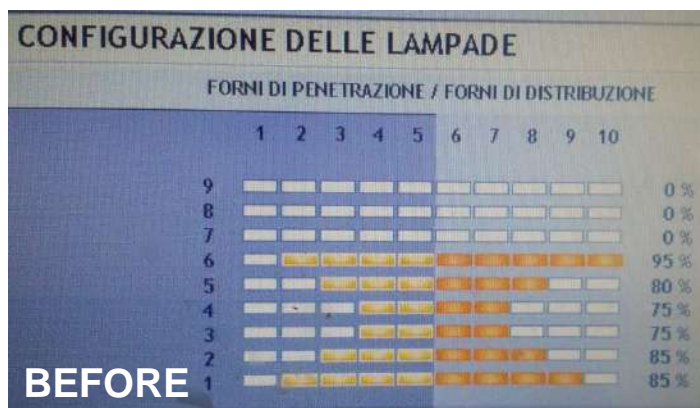 CONFIGURAZIONE DELLE LAMPADE
FORNI DI PENETRAZIONE / FORNI DI DISTRIBUZIONE
1 2 3 4 5 6 7 8 9 10
9 0 %
8 0 %
7 0 %
6 95 %
5 80 %
4 75 %
3 75 %
2 85 %
1 85 %
BEFORE